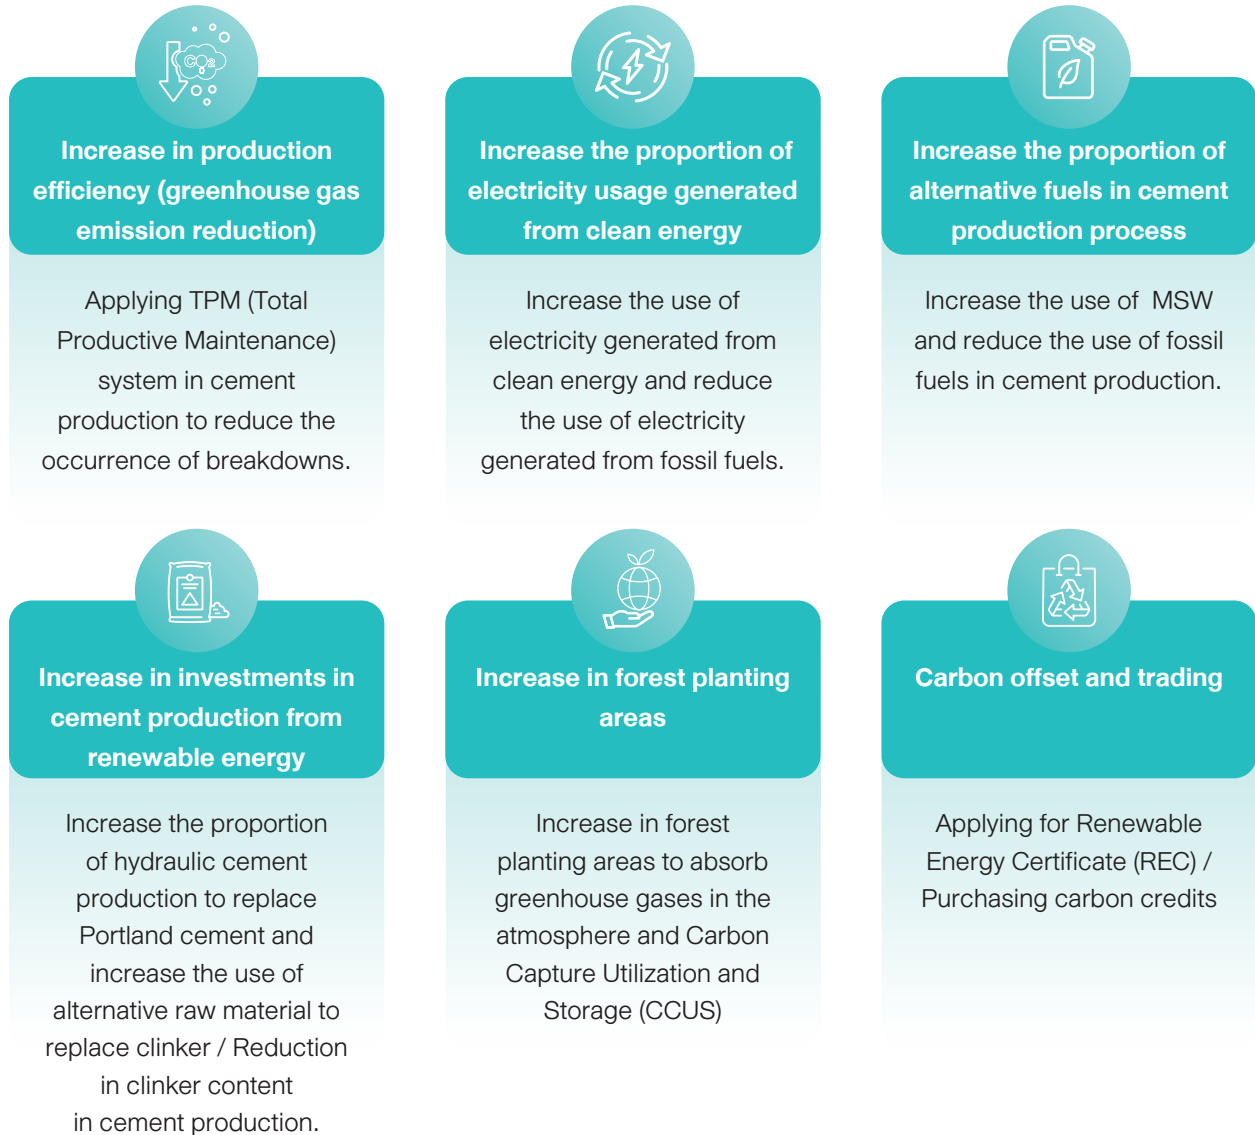 CO2
Increase in production
efficiency (greenhouse gas
emission reduction)
Applying TPM (Total
Productive Maintenance)
system in cement
production to reduce the
occurrence of breakdowns.
Increase the proportion of
electricity usage generated
from clean energy
Increase the use of
electricity generated from
clean energy and reduce
the use of electricity
generated from fossil fuels.
Increase the proportion of
alternative fuels in cement
production process
Increase the use of  MSW
and reduce the use of fossil
fuels in cement production.
Increase in investments in
cement production from
renewable energy
Increase the proportion
of hydraulic cement
production to replace
Portland cement and
increase the use of
alternative raw material to
replace clinker / Reduction
in clinker content
in cement production.
Increase in forest planting
areas
Increase in forest
planting areas to absorb
greenhouse gases in the
atmosphere and Carbon
Capture Utilization and
Storage (CCUS)
Carbon offset and trading
Applying for Renewable
Energy Certificate (REC) /
Purchasing carbon credits